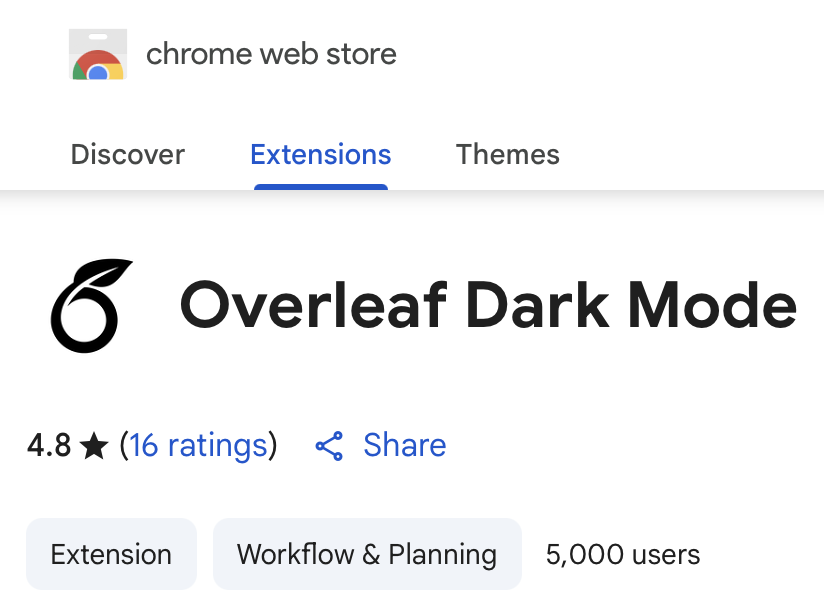 chrome web store
Discover Extensions Themes
Overleaf Dark Mode
4.8 ★ (16 ratings) Share
Extension Workflow & Planning 5,000 users